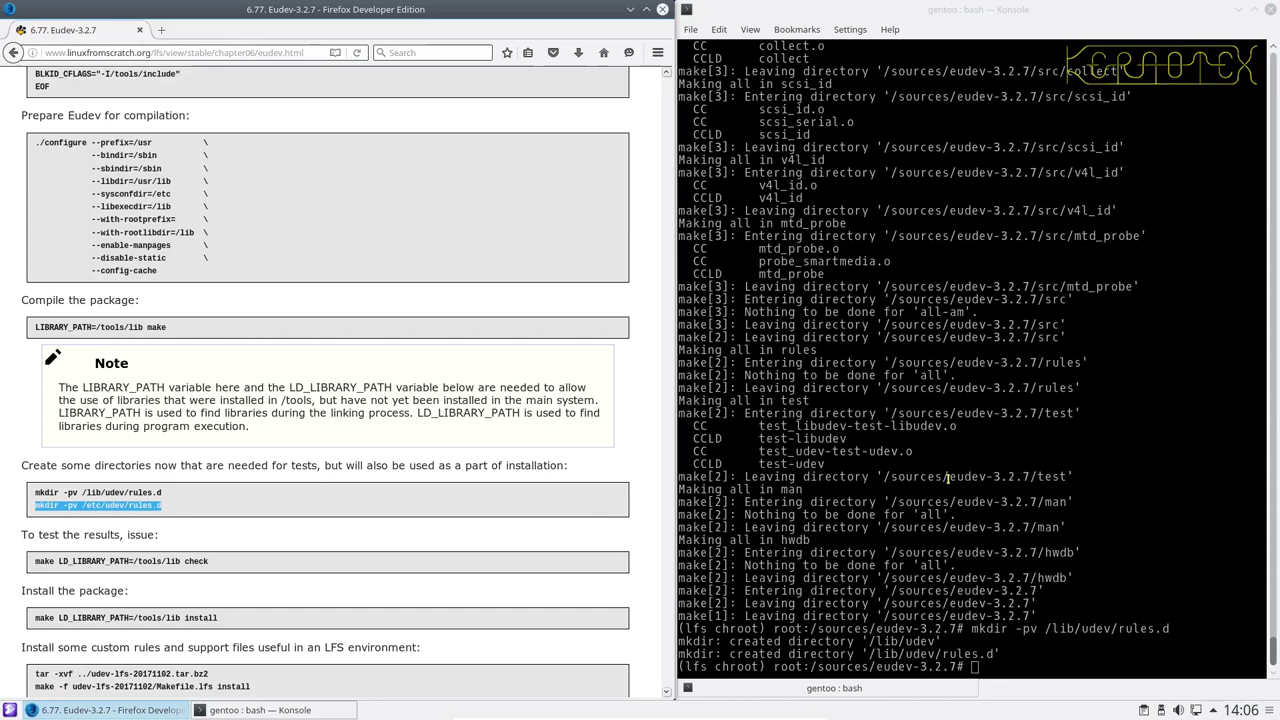 6.77. Eudev-3.2.7 - Firefox Developer Edition
6.77. Eudev-3.2.7
www.linuxfromscratch.org/lfs/view/stable/chapter06/eudev.html
Search
BLKID_CFLAGS="-I/tools/include"
EOF
Prepare Eudev for compilation:
./configure --prefix=/usr \
--bindir=/sbin \
--sbindir=/sbin \
--libdir=/usr/lib \
--sysconfdir=/etc \
--libexecdir=/lib \
--with-rootprefix= \
--with-rootlibdir=/lib \
--enable-manpages \
--disable-static \
--config-cache
Compile the package:
LIBRARY_PATH=/tools/lib make
Note
The LIBRARY_PATH variable here and the LD_LIBRARY_PATH variable below are needed to allow
the use of libraries that were installed in /tools, but have not yet been installed in the main system.
LIBRARY_PATH is used to find libraries during the linking process. LD_LIBRARY_PATH is used to find
libraries during program execution.
Create some directories now that are needed for tests, but will also be used as a part of installation:
mkdir -pv /lib/udev/rules.d
mkdir -pv /etc/udev/rules.d
To test the results, issue:
make LD_LIBRARY_PATH=/tools/lib check
Install the package:
make LD_LIBRARY_PATH=/tools/lib install
Install some custom rules and support files useful in an LFS environment:
tar -xvf ../udev-lfs-20171102.tar.bz2
make -f udev-lfs-20171102/Makefile.lfs install
gentoo : bash — Konsole
File Edit View Bookmarks Settings Help
KERNOTEX
CC collect.o
CCLD collect
make[3]: Leaving directory '/sources/eudev-3.2.7/src/collect'
Making all in scsi_id
make[3]: Entering directory '/sources/eudev-3.2.7/src/scsi_id'
CC scsi_id.o
CC scsi_serial.o
CCLD scsi_id
make[3]: Leaving directory '/sources/eudev-3.2.7/src/scsi_id'
Making all in v4l_id
make[3]: Entering directory '/sources/eudev-3.2.7/src/v4l_id'
CC v4l_id.o
CCLD v4l_id
make[3]: Leaving directory '/sources/eudev-3.2.7/src/v4l_id'
Making all in mtd_probe
make[3]: Entering directory '/sources/eudev-3.2.7/src/mtd_probe'
CC mtd_probe.o
CC probe_smartmedia.o
CCLD mtd_probe
make[3]: Leaving directory '/sources/eudev-3.2.7/src/mtd_probe'
make[3]: Entering directory '/sources/eudev-3.2.7/src'
make[3]: Nothing to be done for 'all-am'.
make[3]: Leaving directory '/sources/eudev-3.2.7/src'
make[2]: Leaving directory '/sources/eudev-3.2.7/src'
Making all in rules
make[2]: Entering directory '/sources/eudev-3.2.7/rules'
make[2]: Nothing to be done for 'all'.
make[2]: Leaving directory '/sources/eudev-3.2.7/rules'
Making all in test
make[2]: Entering directory '/sources/eudev-3.2.7/test'
CC test_libudev-test-libudev.o
CCLD test-libudev
CC test_udev-test-udev.o
CCLD test-udev
make[2]: Leaving directory '/sources/eudev-3.2.7/test'
Making all in man
make[2]: Entering directory '/sources/eudev-3.2.7/man'
make[2]: Nothing to be done for 'all'.
make[2]: Leaving directory '/sources/eudev-3.2.7/man'
Making all in hwdb
make[2]: Entering directory '/sources/eudev-3.2.7/hwdb'
make[2]: Nothing to be done for 'all'.
make[2]: Leaving directory '/sources/eudev-3.2.7/hwdb'
make[2]: Entering directory '/sources/eudev-3.2.7'
make[2]: Leaving directory '/sources/eudev-3.2.7'
make[1]: Leaving directory '/sources/eudev-3.2.7'
(lfs chroot) root:/sources/eudev-3.2.7# mkdir -pv /lib/udev/rules.d
mkdir: created directory '/lib/udev'
mkdir: created directory '/lib/udev/rules.d'
(lfs chroot) root:/sources/eudev-3.2.7#
gentoo : bash
6.77. Eudev-3.2.7 - Firefox Develope
gentoo : bash — Konsole
14:06